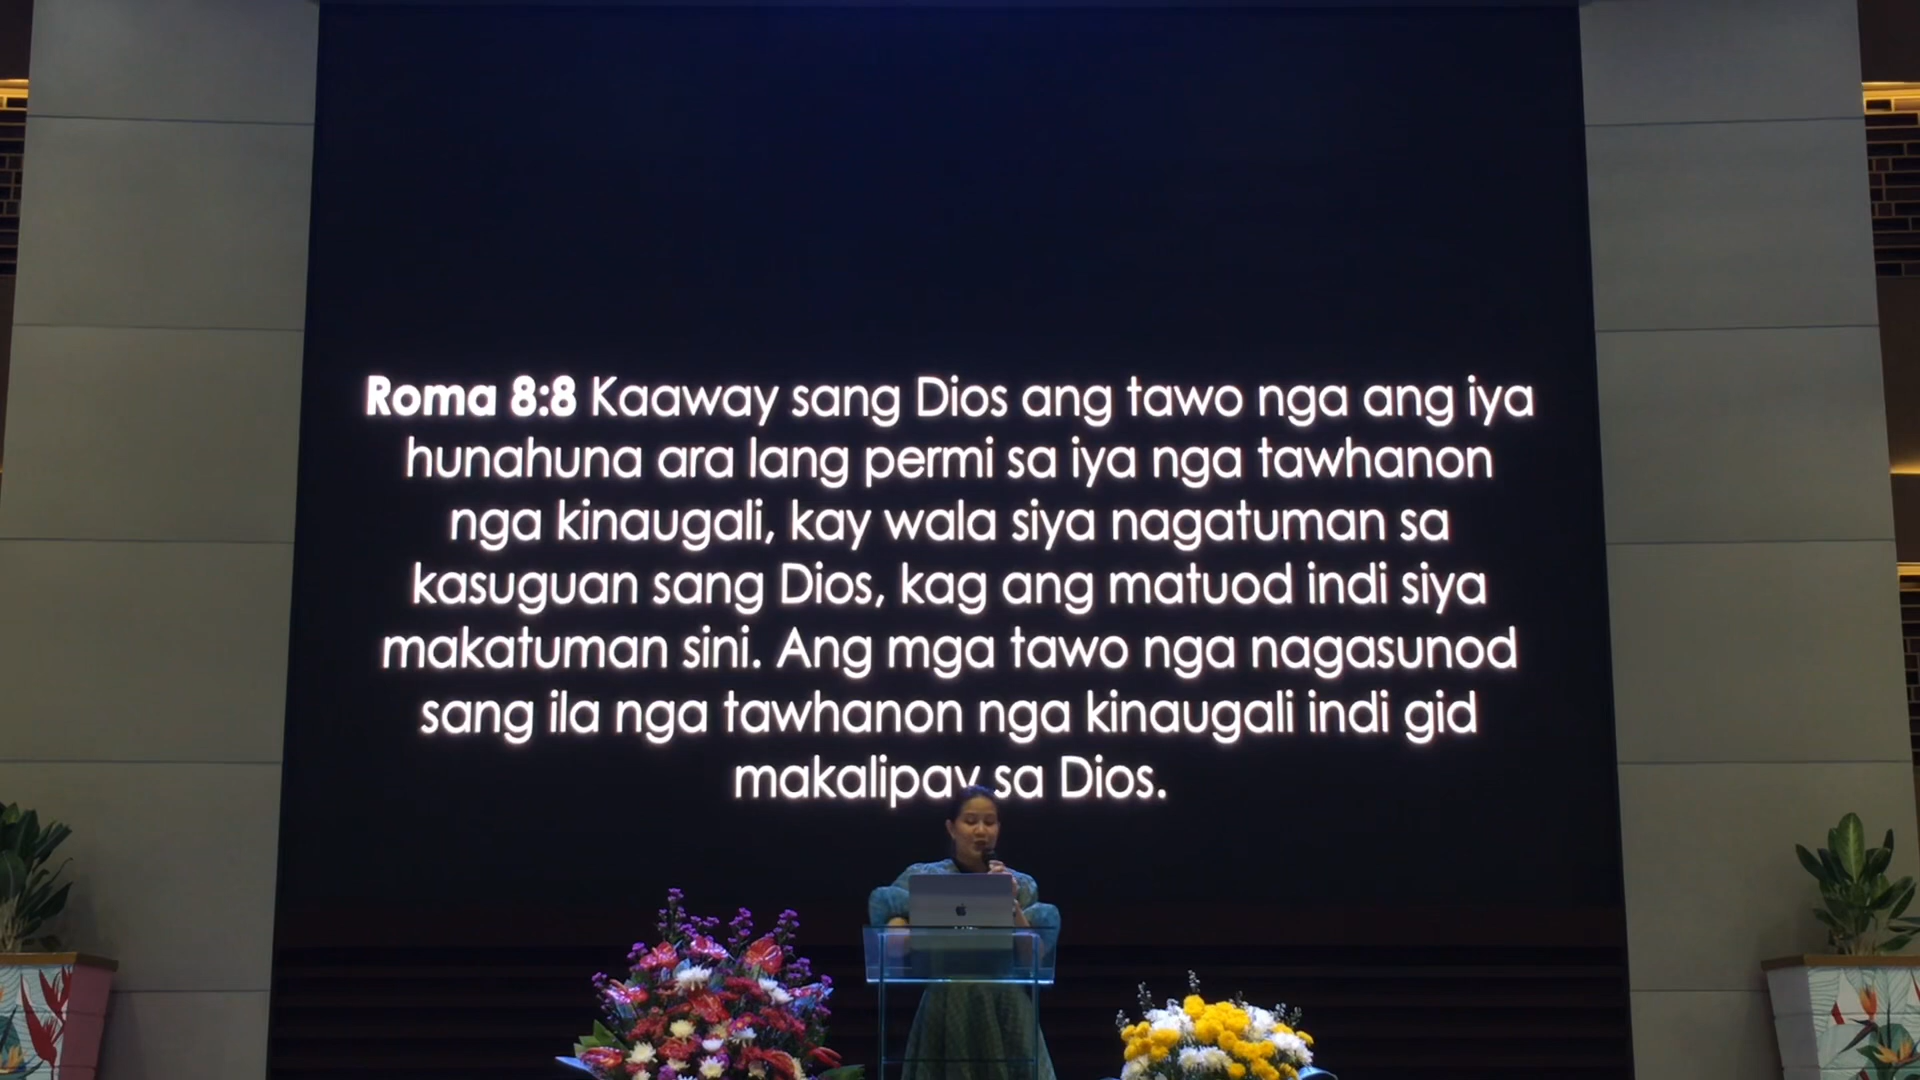 Roma 8:8 Kaaway sang Dios ang tawo nga ang iya
hunahuna ara lang permi sa iya nga tawhanon
nga kinaugali, kay wala siya nagatuman sa
kasuguan sang Dios, kag ang matuod indi siya
makatuman sini. Ang mga tawo nga nagasunod
sang ila nga tawhanon nga kinaugali indi gid
makalipay sa Dios.